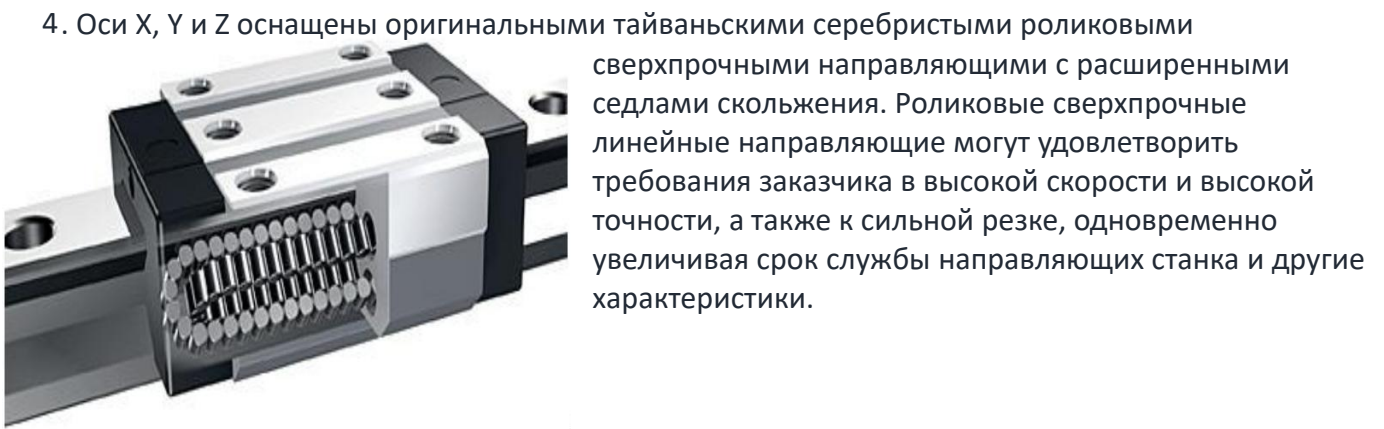 4. Оси X, Y и Z оснащены оригинальными тайваньскими серебристыми роликовыми
сверхпрочными направляющими с расширенными
седлами скольжения. Роликовые сверхпрочные
линейные направляющие могут удовлетворить
требования заказчика в высокой скорости и высокой
точности, а также к сильной резке, одновременно
увеличивая срок службы направляющих станка и другие
характеристики.